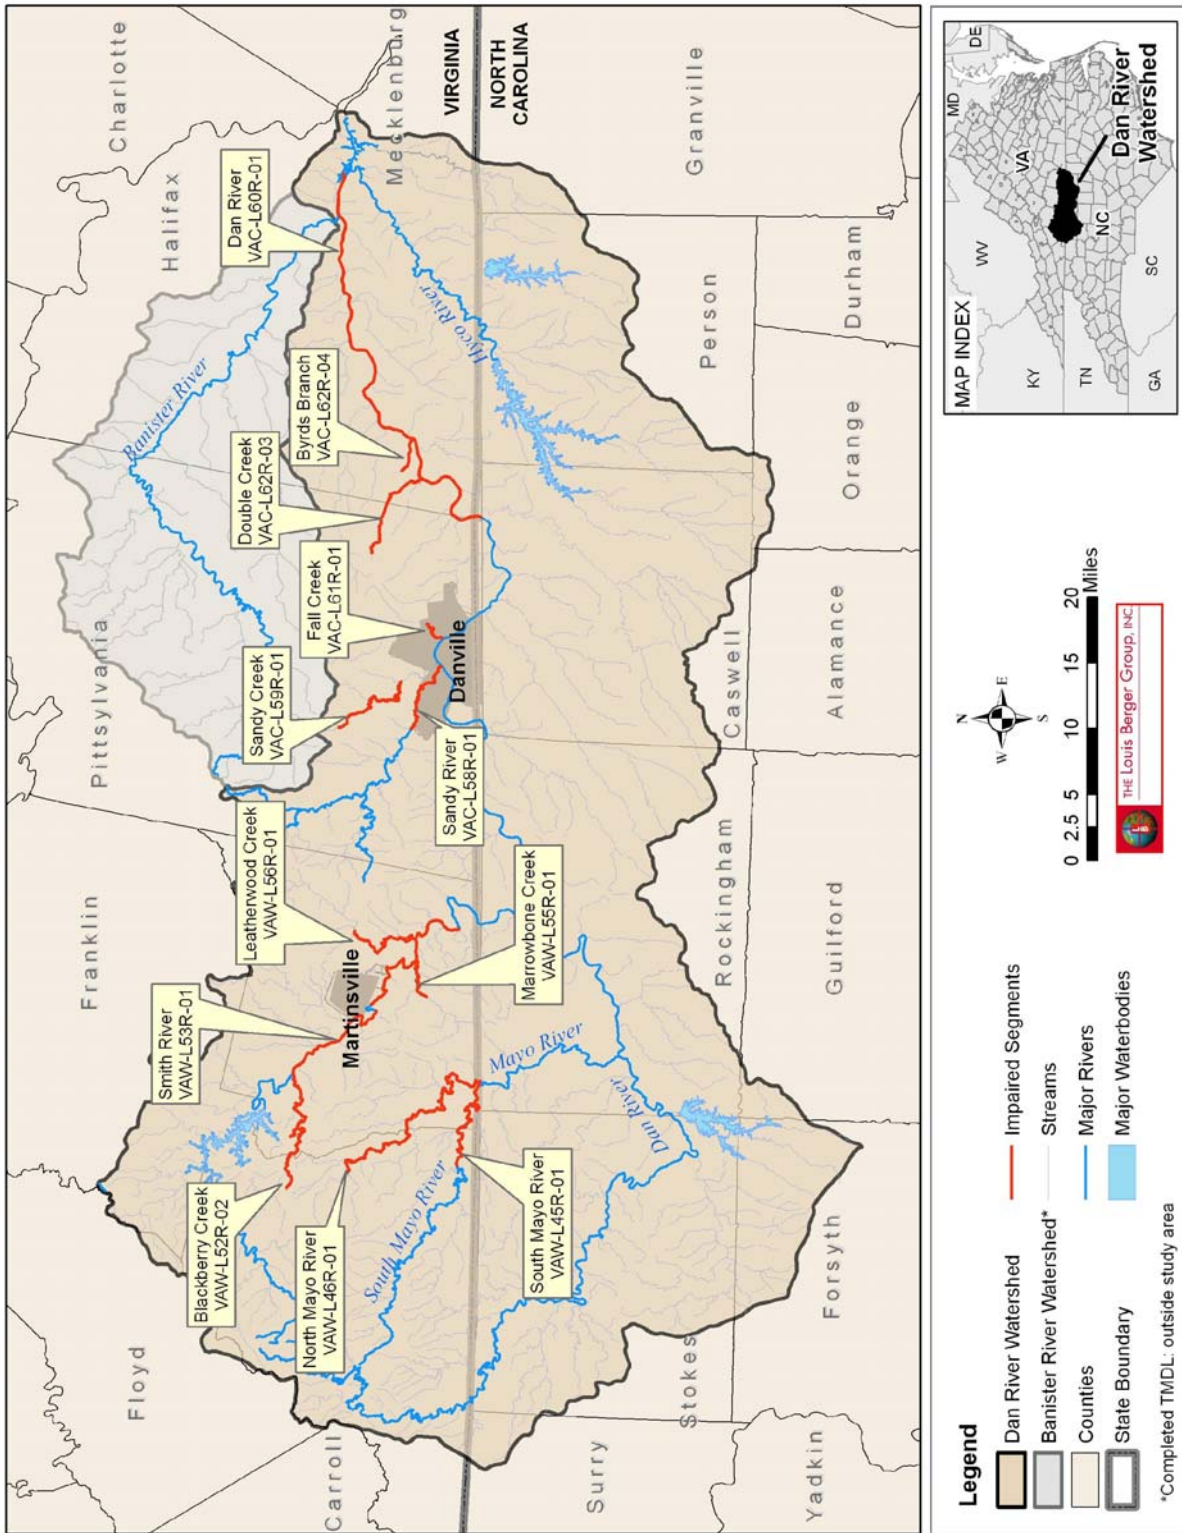 Floyd
Franklin
Pittsylvania
Halifax
Charlotte
Carroll
Mecklenburg
Blackberry Creek
VAW-L52R-02
Smith River
VAW-L53R-01
Leatherwood Creek
VAW-L56R-01
Sandy Creek
VAC-L59R-01
Fall Creek
VAC-L61R-01
Double Creek
VAC-L62R-03
Byrds Branch
VAC-L62R-04
Dan River
VAC-L60R-01
Banister River
North Mayo River
VAW-L46R-01
Martinsville
South Mayo River
Danville
Hyco River
VIRGINIA
NORTH
CAROLINA
South Mayo River
VAW-L45R-01
Mayo River
Marrowbone Creek
VAW-L55R-01
Sandy River
VAC-L58R-01
Dan River
Surry
Stokes
Rockingham
Caswell
Person
Granville
Yadkin
Forsyth
Guilford
Alamance
Orange
Durham
Legend
Dan River Watershed
Banister River Watershed*
Counties
State Boundary
*Completed TMDL: outside study area
Impaired Segments
Streams
Major Rivers
Major Waterbodies
N
W
E
S
0 2.5 5 10 15 20
Miles
LB
THE Louis Berger Group, INC.
MAP INDEX
WV
MD
DE
KY
VA
TN
NC
GA
SC
Dan River
Watershed